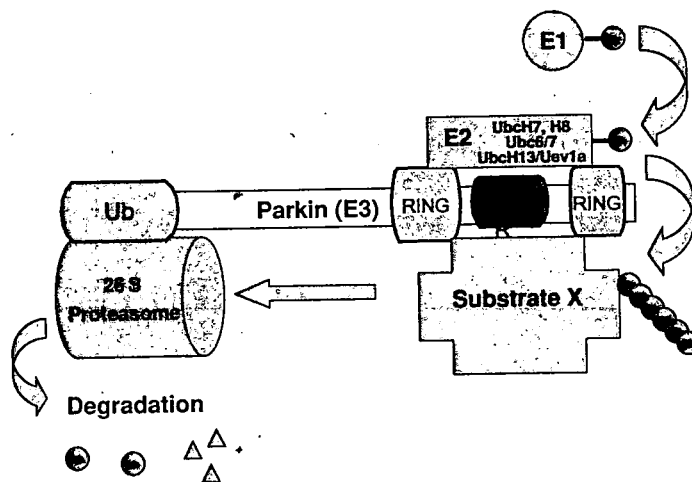 E1
E2
UbcH7, H8
Ubc6/7
UbcH13/Uev1a
Ub
Parkin (E3)
RING
RING
26 S
Proteasome
Substrate X
Degradation